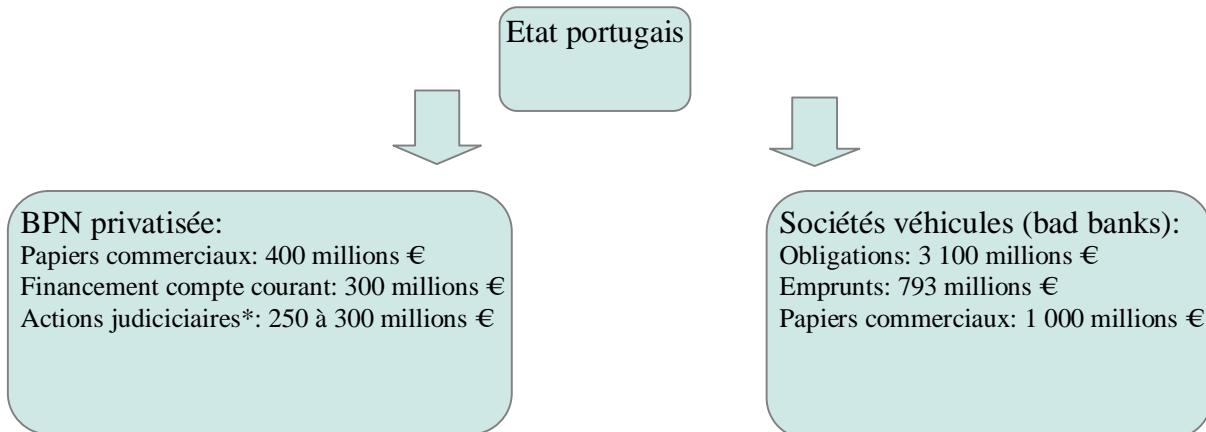 Etat portugais
BPN privatisée:
Papiers commerciaux: 400 millions €
Financement compte courant: 300 millions €
Actions judiciciaires*: 250 à 300 millions €
Sociétés véhicules (bad banks):
Obligations: 3 100 millions €
Emprunts: 793 millions €
Papiers commerciaux: 1 000 millions €